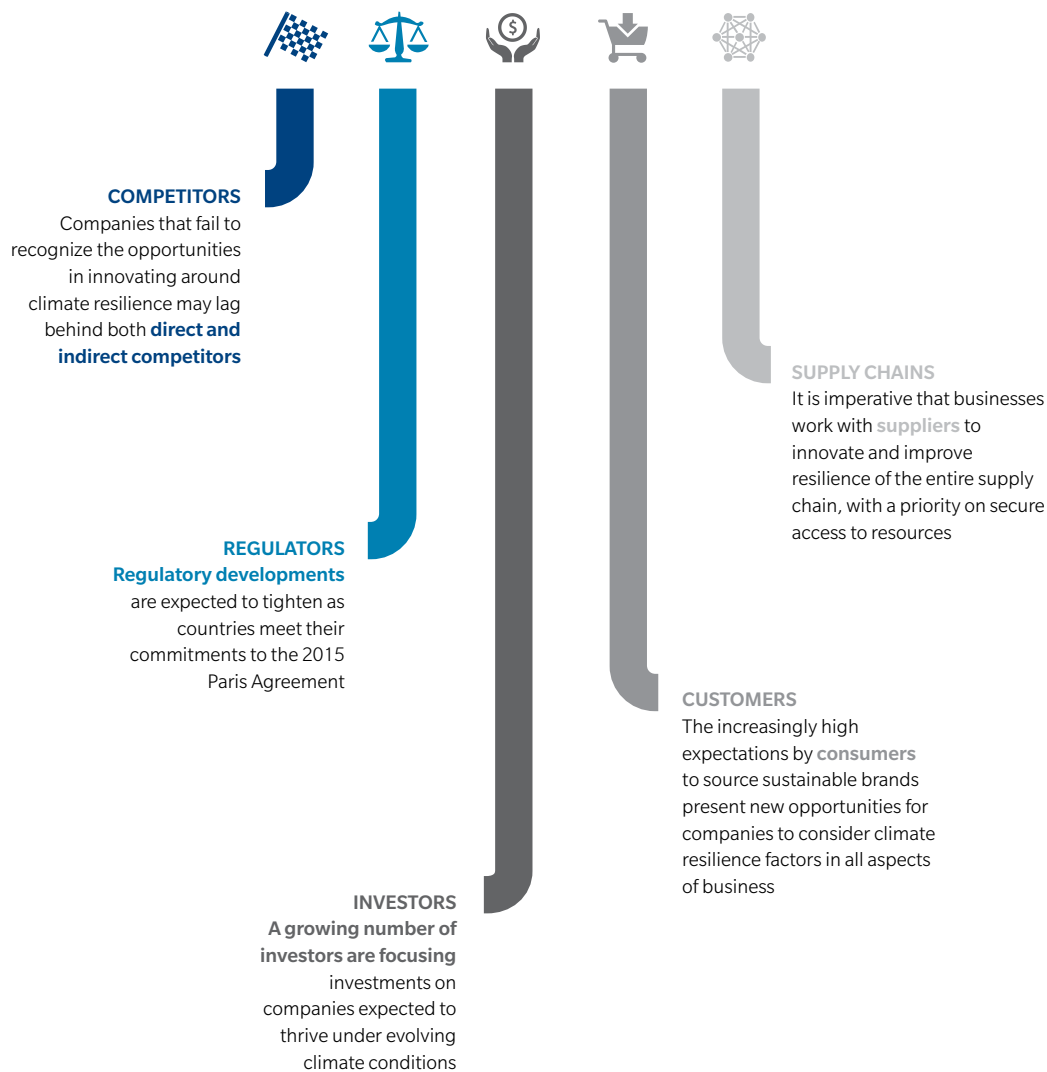 $
COMPETITORS
Companies that fail to
recognize the opportunities
in innovating around
climate resilience may lag
behind both direct and
indirect competitors
REGULATORS
Regulatory developments
are expected to tighten as
countries meet their
commitments to the 2015
Paris Agreement
INVESTORS
A growing number of
investors are focusing
investments on
companies expected to
thrive under evolving
climate conditions
CUSTOMERS
The increasingly high
expectations by consumers
to source sustainable brands
present new opportunities for
companies to consider climate
resilience factors in all aspects
of business
SUPPLY CHAINS
It is imperative that businesses
work with suppliers to
innovate and improve
resilience of the entire supply
chain, with a priority on secure
access to resources